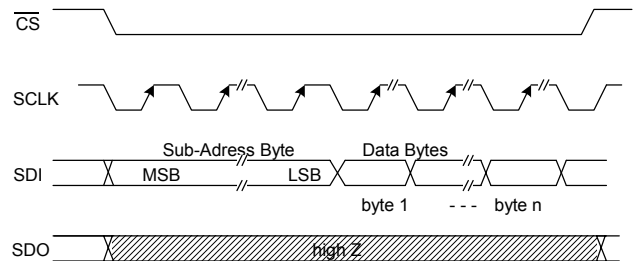 CS
SCLK
Sub-Adress Byte Data Bytes
SDI MSB LSB
byte 1 - - - byte n
SDO high Z